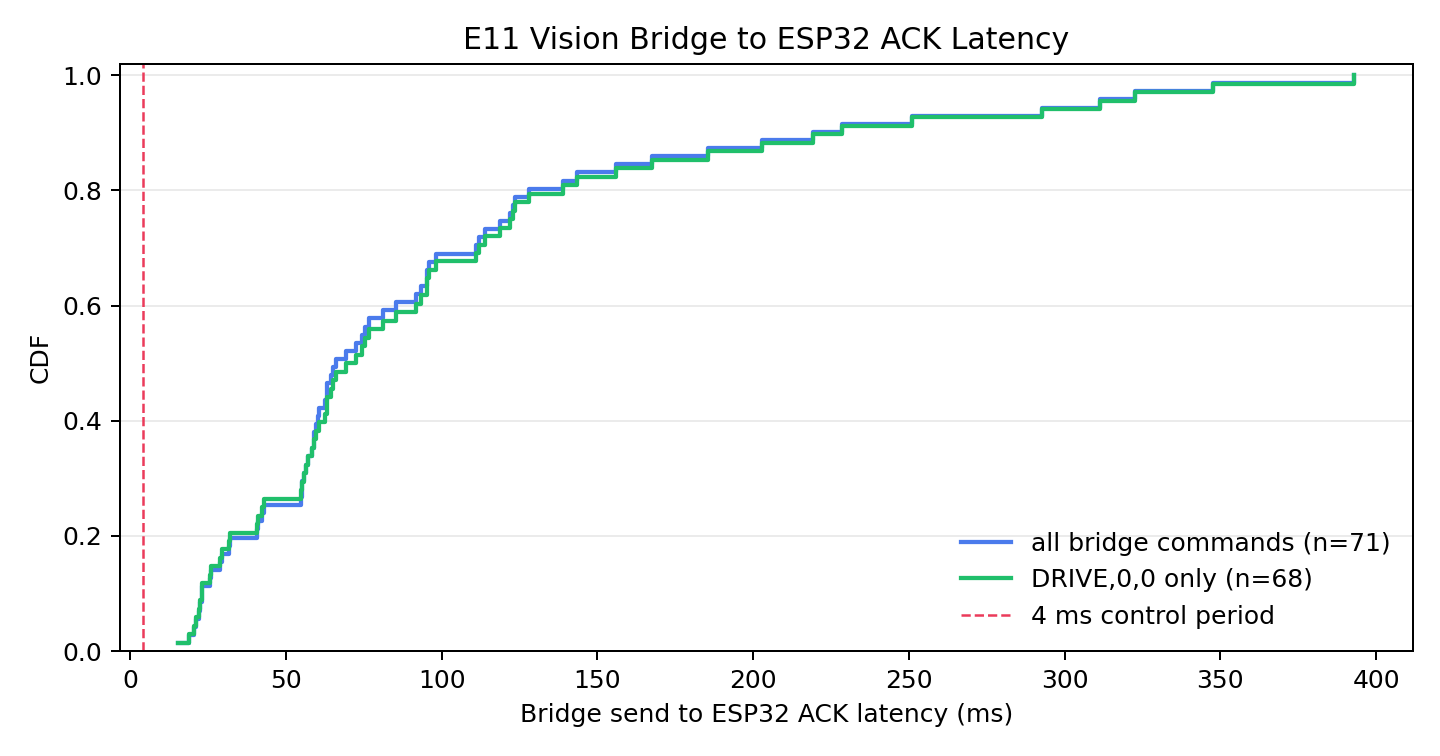 E11 Vision Bridge to ESP32 ACK Latency
1.0
0.8
0.6
0.4
0.2
0.0
CDF
all bridge commands (n=71)
DRIVE,0,0 only (n=68)
4 ms control period
0 50 100 150 200 250 300 350 400
Bridge send to ESP32 ACK latency (ms)